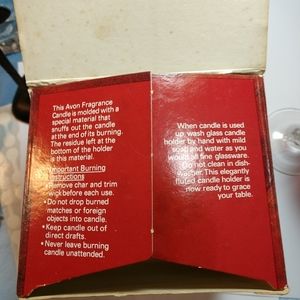 This Avon Fragrance
Candle is molded with a
special material that
snuffs out the candle
at the end of its burning.
The residue left at the
bottom of the holder
is this material.
Important Burning
Instructions
• Remove char and trim
wick before each use.
• Do not drop burned
matches or foreign
objects into candle.
• Keep candle out of
direct drafts.
• Never leave burning
candle unattended.
When candle is used
up, wash glass candle
holder by hand with mild
soap and water as you
would all fine glassware.
Do not clean in dish-
washer. This elegantly
fluted candle holder is
now ready to grace
your table.